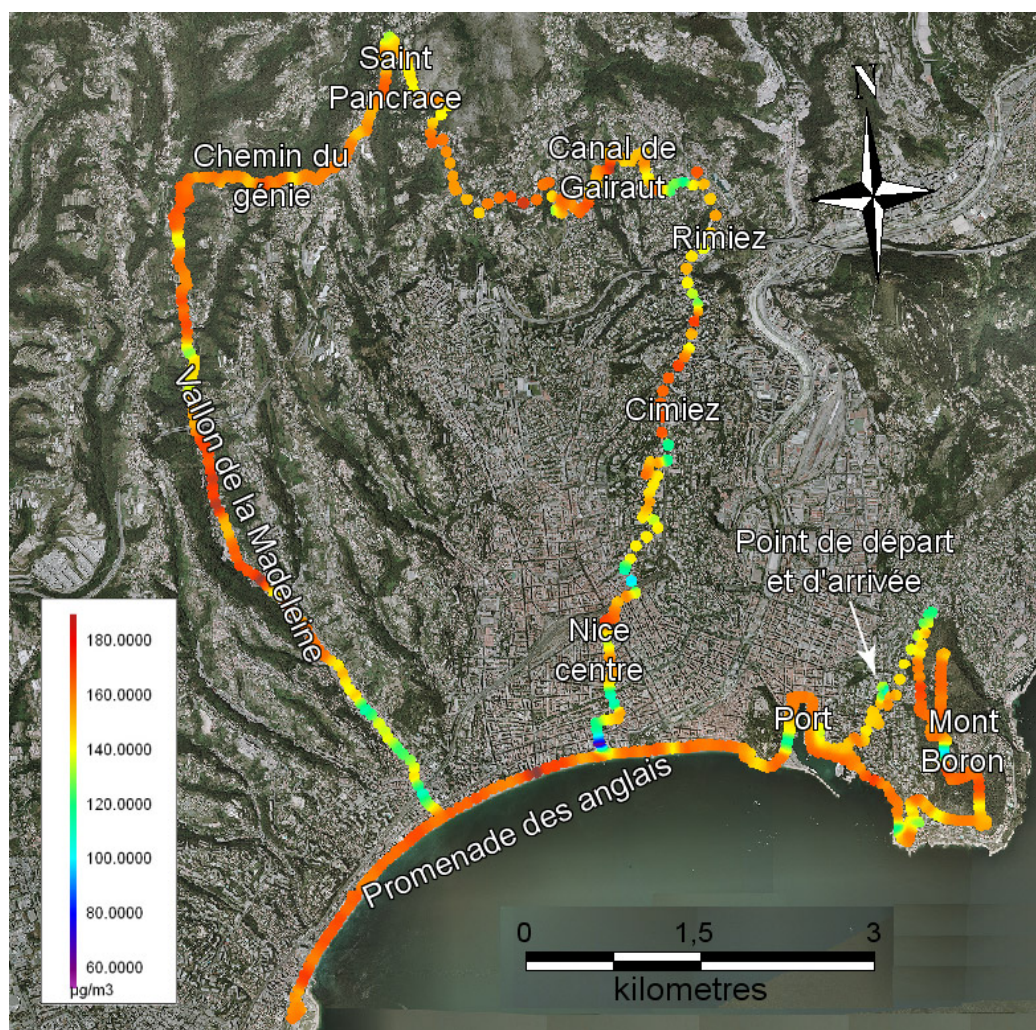 Saint
Pancrace
N
Chemin du
génie
Canal de
Gairaut
Rimiez
Vallon de la Madeleine
Cimiez
Point de départ
et d'arrivée
Nice
centre
Port
Mont
Boron
Promenade des anglais
180.0000
160.0000
140.0000
120.0000
100.0000
80.0000
60.0000
µg/m3
0 1,5 3
kilometres